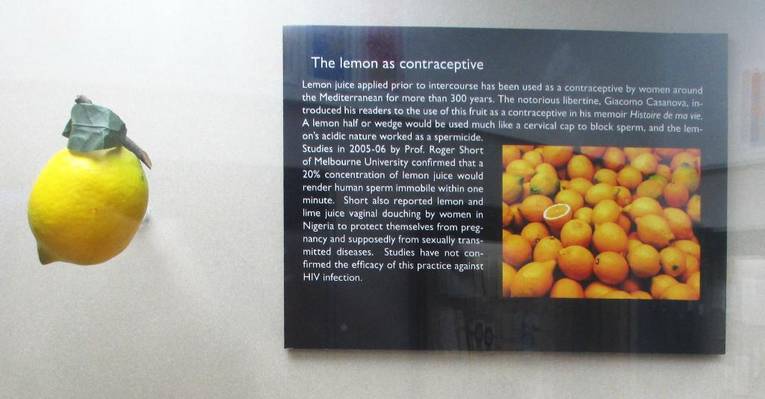 The lemon as contraceptive
Lemon juice applied prior to intercourse has been used as a contraceptive by women around
the Mediterranean for more than 300 years. The notorious libertine, Giacomo Casanova, in-
troduced his readers to the use of this fruit as a contraceptive in his memoir Histoire de ma vie.
A lemon half or wedge would be used much like a cervical cap to block sperm, and the lem-
on's acidic nature worked as a spermicide.
Studies in 2005-06 by Prof. Roger Short
of Melbourne University confirmed that a
20% concentration of lemon juice would
render human sperm immobile within one
minute. Short also reported lemon and
lime juice vaginal douching by women in
Nigeria to protect themselves from preg-
nancy and supposedly from sexually trans-
mitted diseases. Studies have not con-
firmed the efficacy of this practice against
HIV infection.